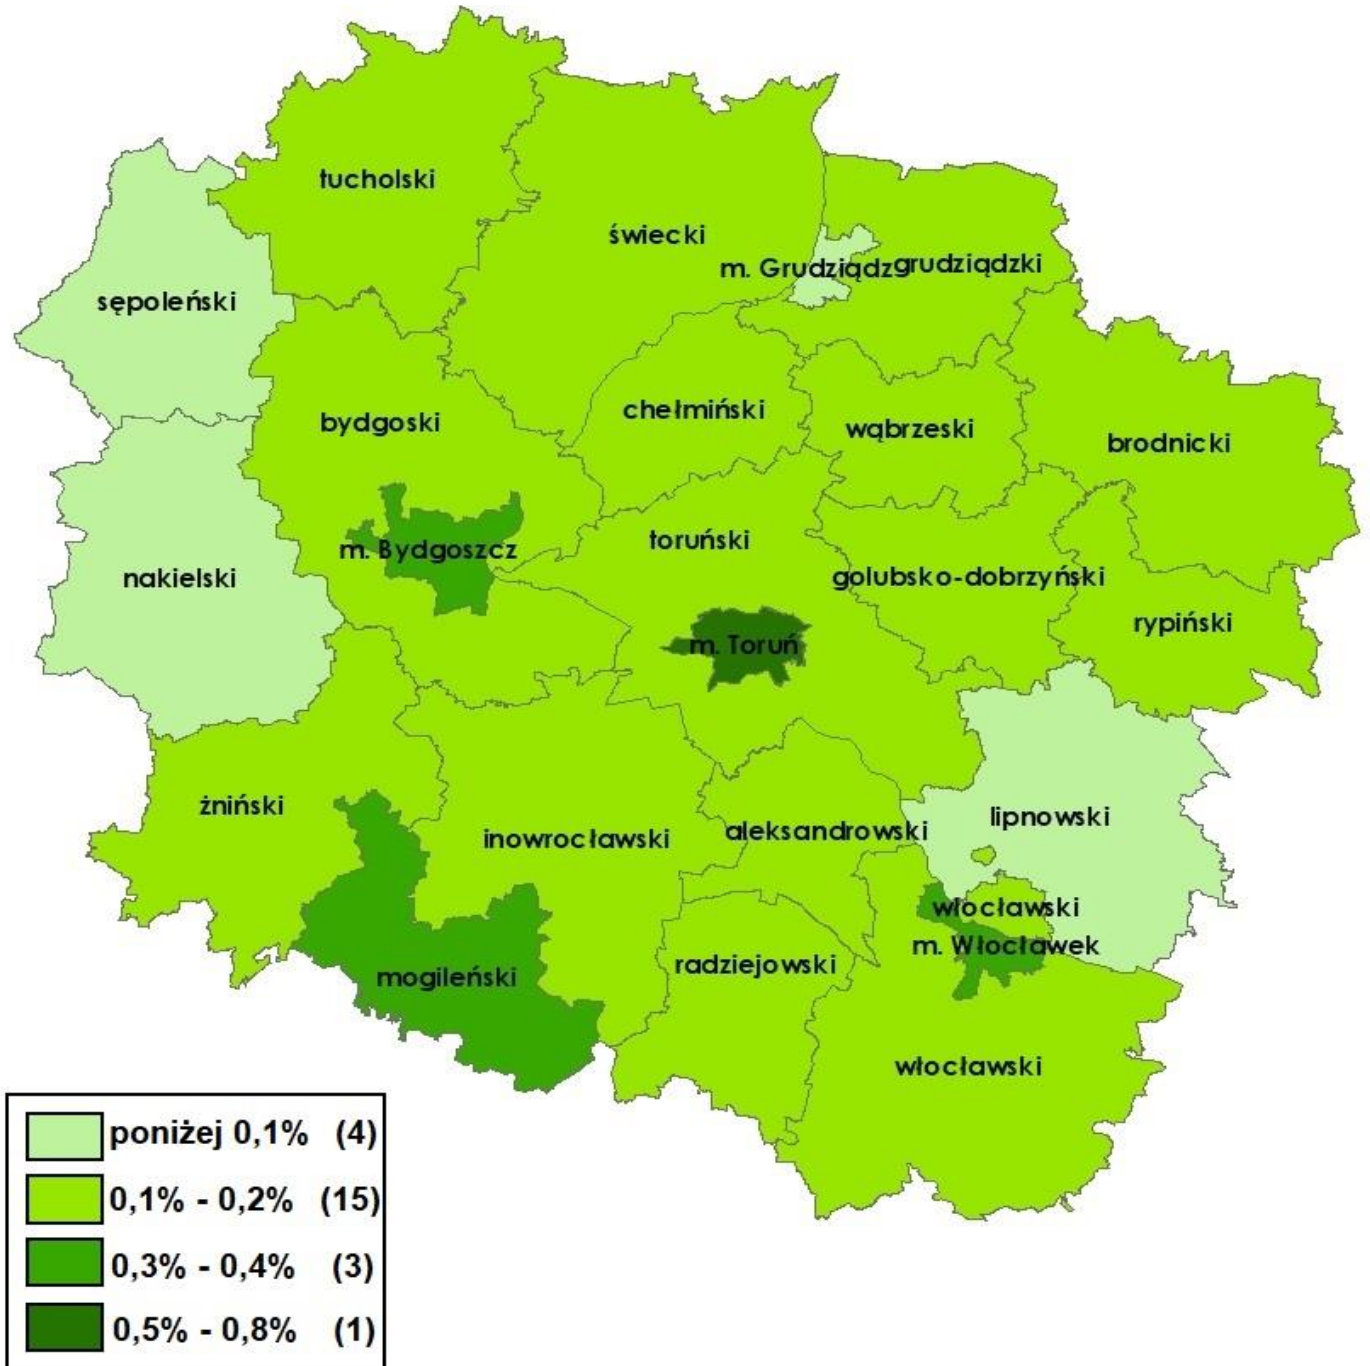 tucholski
świecki
m. Grudziądz
grudziądzki
sępoleński
chełmiński
bydgoski
wąbrzeski
brodnicki
toruński
m. Bydgoszcz
nakielski
golubsko-dobrzyński
rypiński
m. Toruń
żniński
lipnowski
aleksandrowski
inowrocławski
włocławski
m. Włocławek
radziejowski
mogileński
włocławski
poniżej 0,1% (4)
0,1% - 0,2% (15)
0,3% - 0,4% (3)
0,5% - 0,8% (1)